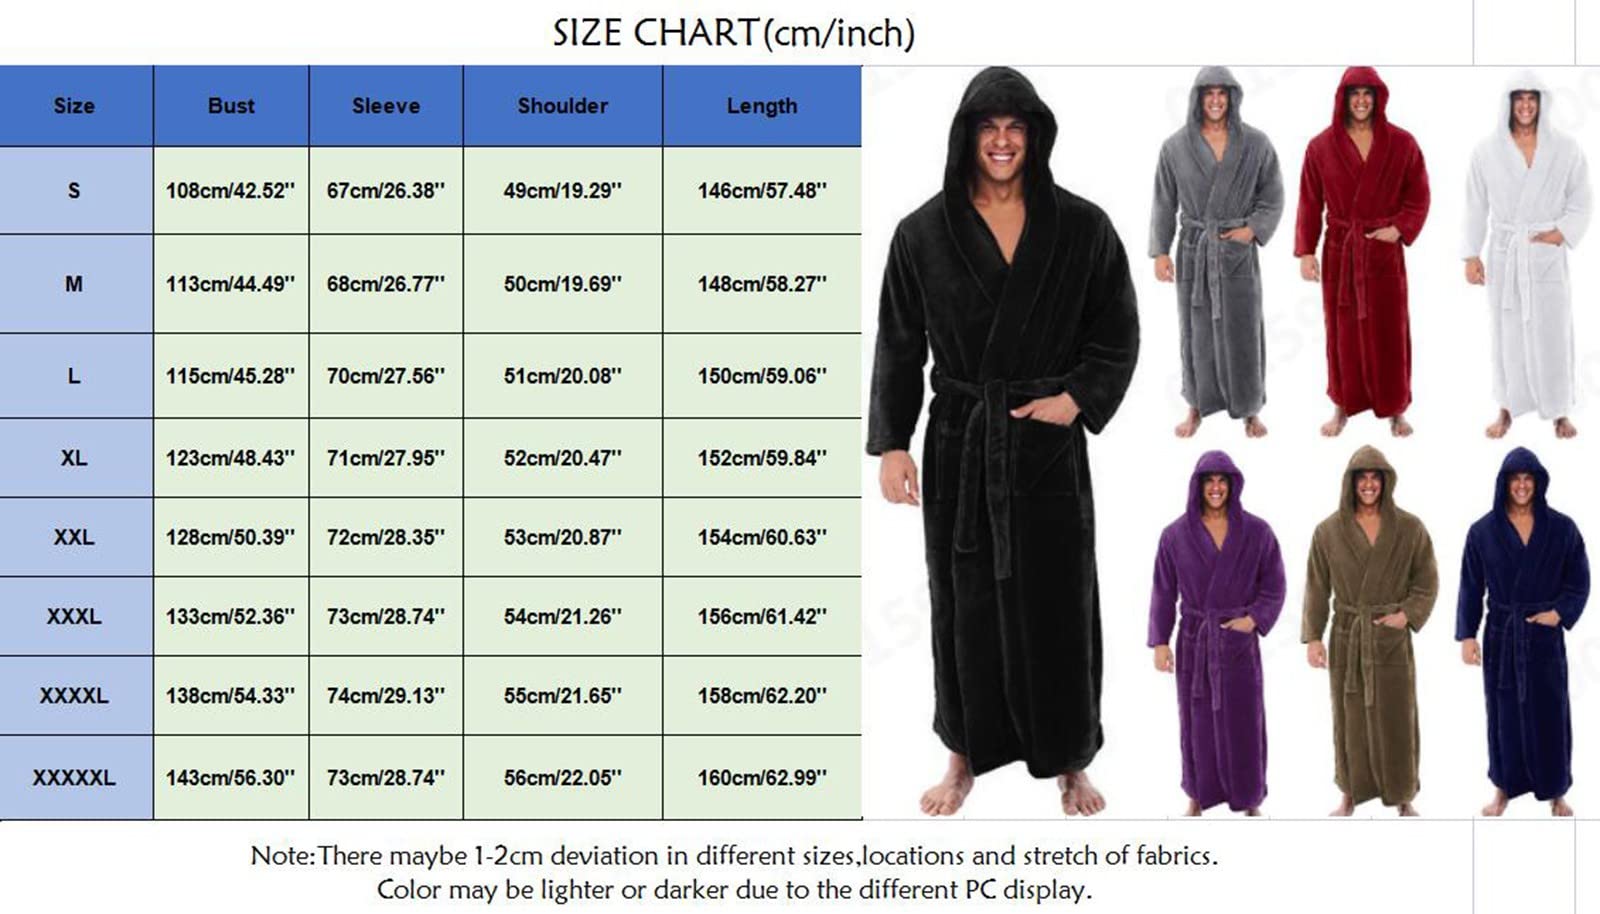 SIZE CHART(cm/inch)
Size Bust Sleeve Shoulder Length
S 108cm/42.52'' 67cm/26.38'' 49cm/19.29'' 146cm/57.48''
M 113cm/44.49'' 68cm/26.77'' 50cm/19.69'' 148cm/58.27''
L 115cm/45.28'' 70cm/27.56'' 51cm/20.08'' 150cm/59.06''
XL 123cm/48.43'' 71cm/27.95'' 52cm/20.47'' 152cm/59.84''
XXL 128cm/50.39'' 72cm/28.35'' 53cm/20.87'' 154cm/60.63''
XXXL 133cm/52.36'' 73cm/28.74'' 54cm/21.26'' 156cm/61.42''
XXXXL 138cm/54.33'' 74cm/29.13'' 55cm/21.65'' 158cm/62.20''
XXXXXL 143cm/56.30'' 73cm/28.74'' 56cm/22.05'' 160cm/62.99''
Note:There maybe 1-2cm deviation in different sizes,locations and stretch of fabrics.
Color may be lighter or darker due to the different PC display.